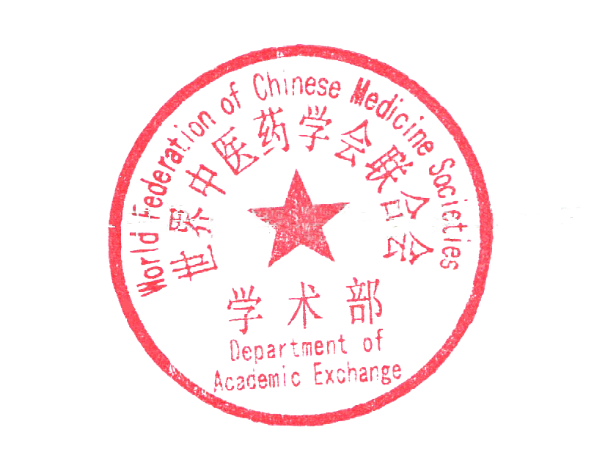 World Federation of Chinese Medicine Societies
世界中医药学会联合会
学术部
Department of
Academic Exchange